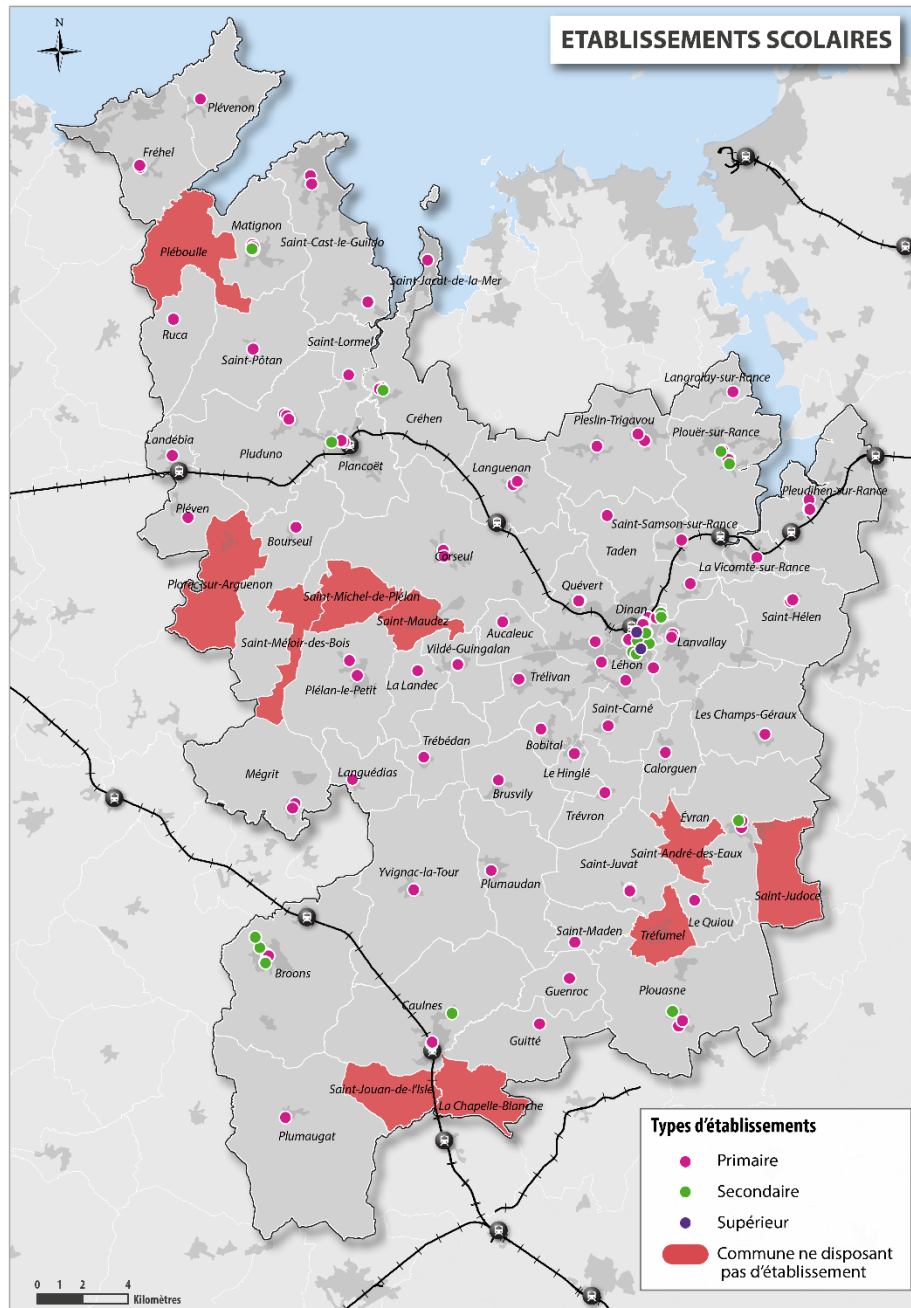 ETABLISSEMENTS SCOLAIRES
N
Plévenon
Fréhel
Matignon
Saint-Cast-le-Guildo
Pléboulle
Saint-Jacut-de-la-Mer
Ruca
Saint-Lormel
Saint-Pôtan
Langrolay-sur-Rance
Créhen
Pleslin-Trigavou
Plouër-sur-Rance
Landébia
Pluduno
Plancoët
Languenan
Pleudihen-sur-Rance
Pléven
Bourseul
Saint-Samson-sur-Rance
Corseul
Taden
La Vicomté-sur-Rance
Plorec-sur-Arguenon
Saint-Michel-de-Plélan
Quévert
Saint-Maudez
Dinan
Saint-Hélen
Aucaleuc
Saint-Méloir-des-Bois
Vildé-Guingalan
Lanvallay
Léhon
La Landec
Trélivan
Plélan-le-Petit
Saint-Carné
Les Champs-Géraux
Bobital
Trébédan
Le Hinglé
Calorguen
Mégrit
Languédias
Brusvily
Trévron
Évran
Saint-André-des-Eaux
Saint-Juvat
Yvignac-la-Tour
Plumaudan
Saint-Judoce
Le Quiou
Tréfumel
Saint-Maden
Broons
Guenroc
Plouasne
Caulnes
Guitté
Saint-Jouan-de-l'Isle
La Chapelle-Blanche
Plumaugat
Types d'établissements
Primaire
Secondaire
Supérieur
Commune ne disposant
pas d'établissement
0 1 2 4
Kilomètres